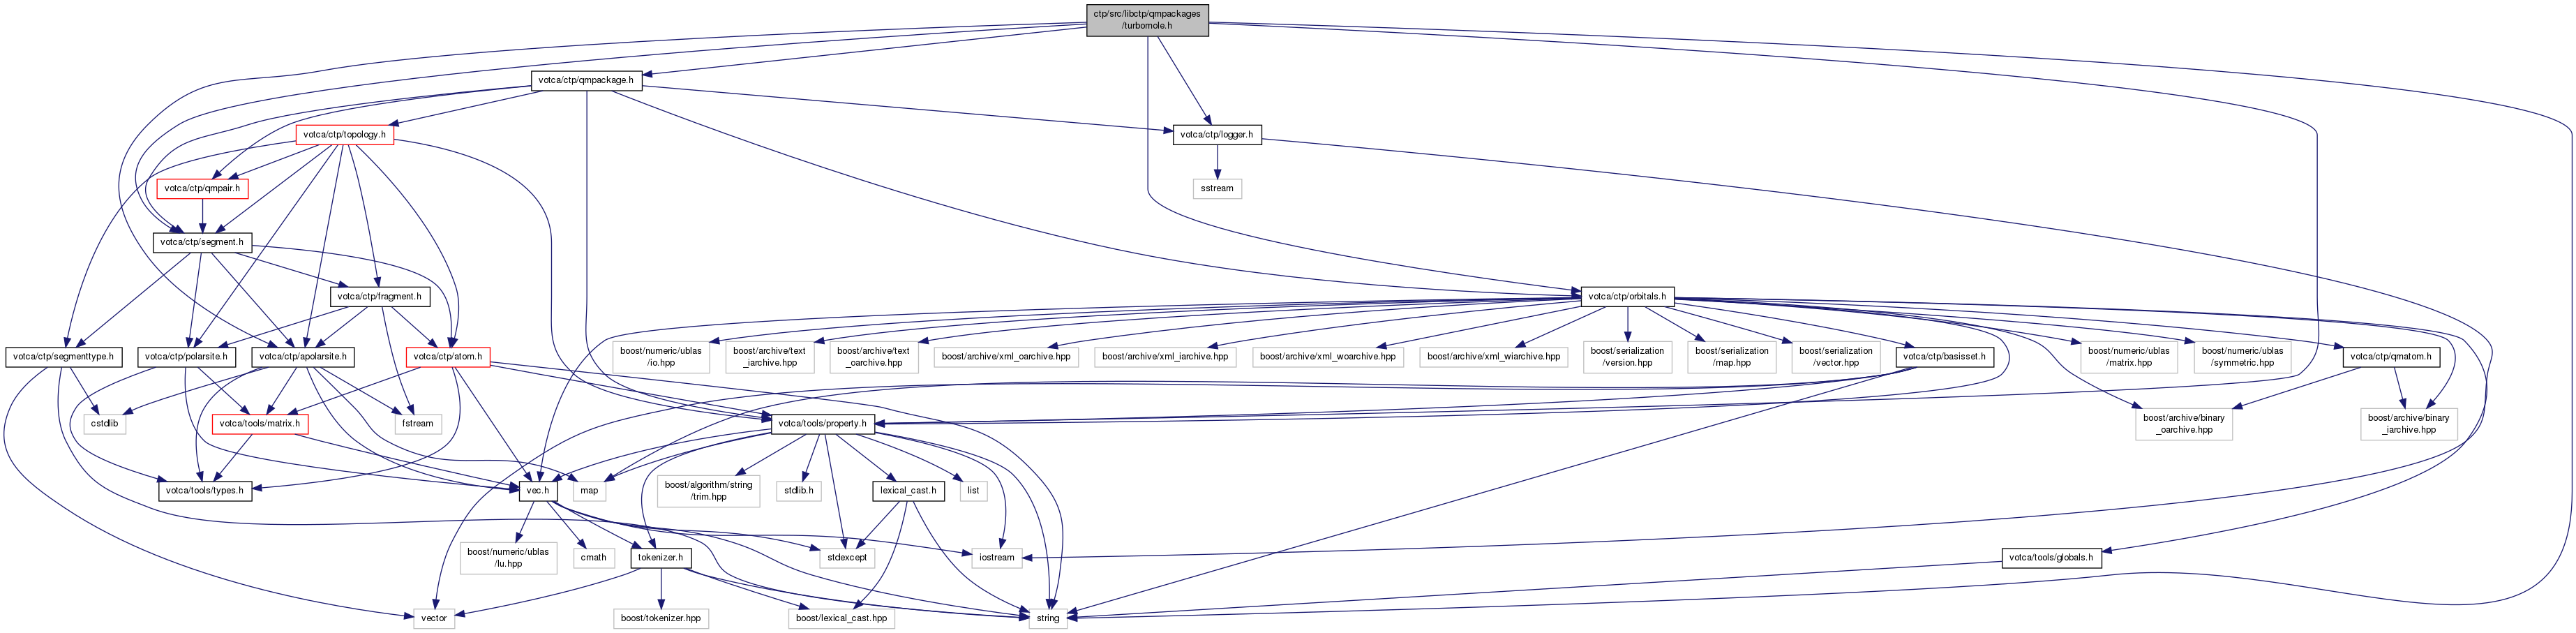 ctp/src/libctp/qmpackages
/turbomole.h
votca/ctp/qmpackage.h
votca/ctp/topology.h
votca/ctp/logger.h
votca/ctp/qmpair.h
sstream
votca/ctp/segment.h
votca/ctp/fragment.h
votca/ctp/orbitals.h
votca/ctp/segmenttype.h
votca/ctp/polarsite.h
votca/ctp/apolarsite.h
votca/ctp/atom.h
boost/numeric/ublas
/io.hpp
boost/archive/text
_iarchive.hpp
boost/archive/text
_oarchive.hpp
boost/archive/xml_oarchive.hpp
boost/archive/xml_iarchive.hpp
boost/archive/xml_woarchive.hpp
boost/archive/xml_wiarchive.hpp
boost/serialization
/version.hpp
boost/serialization
/map.hpp
boost/serialization
/vector.hpp
votca/ctp/basisset.h
boost/numeric/ublas
/matrix.hpp
boost/numeric/ublas
/symmetric.hpp
votca/ctp/qmatom.h
cstdlib
votca/tools/matrix.h
fstream
votca/tools/property.h
boost/archive/binary
_oarchive.hpp
boost/archive/binary
_iarchive.hpp
votca/tools/types.h
vec.h
map
boost/algorithm/string
/trim.hpp
stdlib.h
lexical_cast.h
list
boost/numeric/ublas
/lu.hpp
cmath
tokenizer.h
stdexcept
iostream
votca/tools/globals.h
vector
boost/tokenizer.hpp
boost/lexical_cast.hpp
string